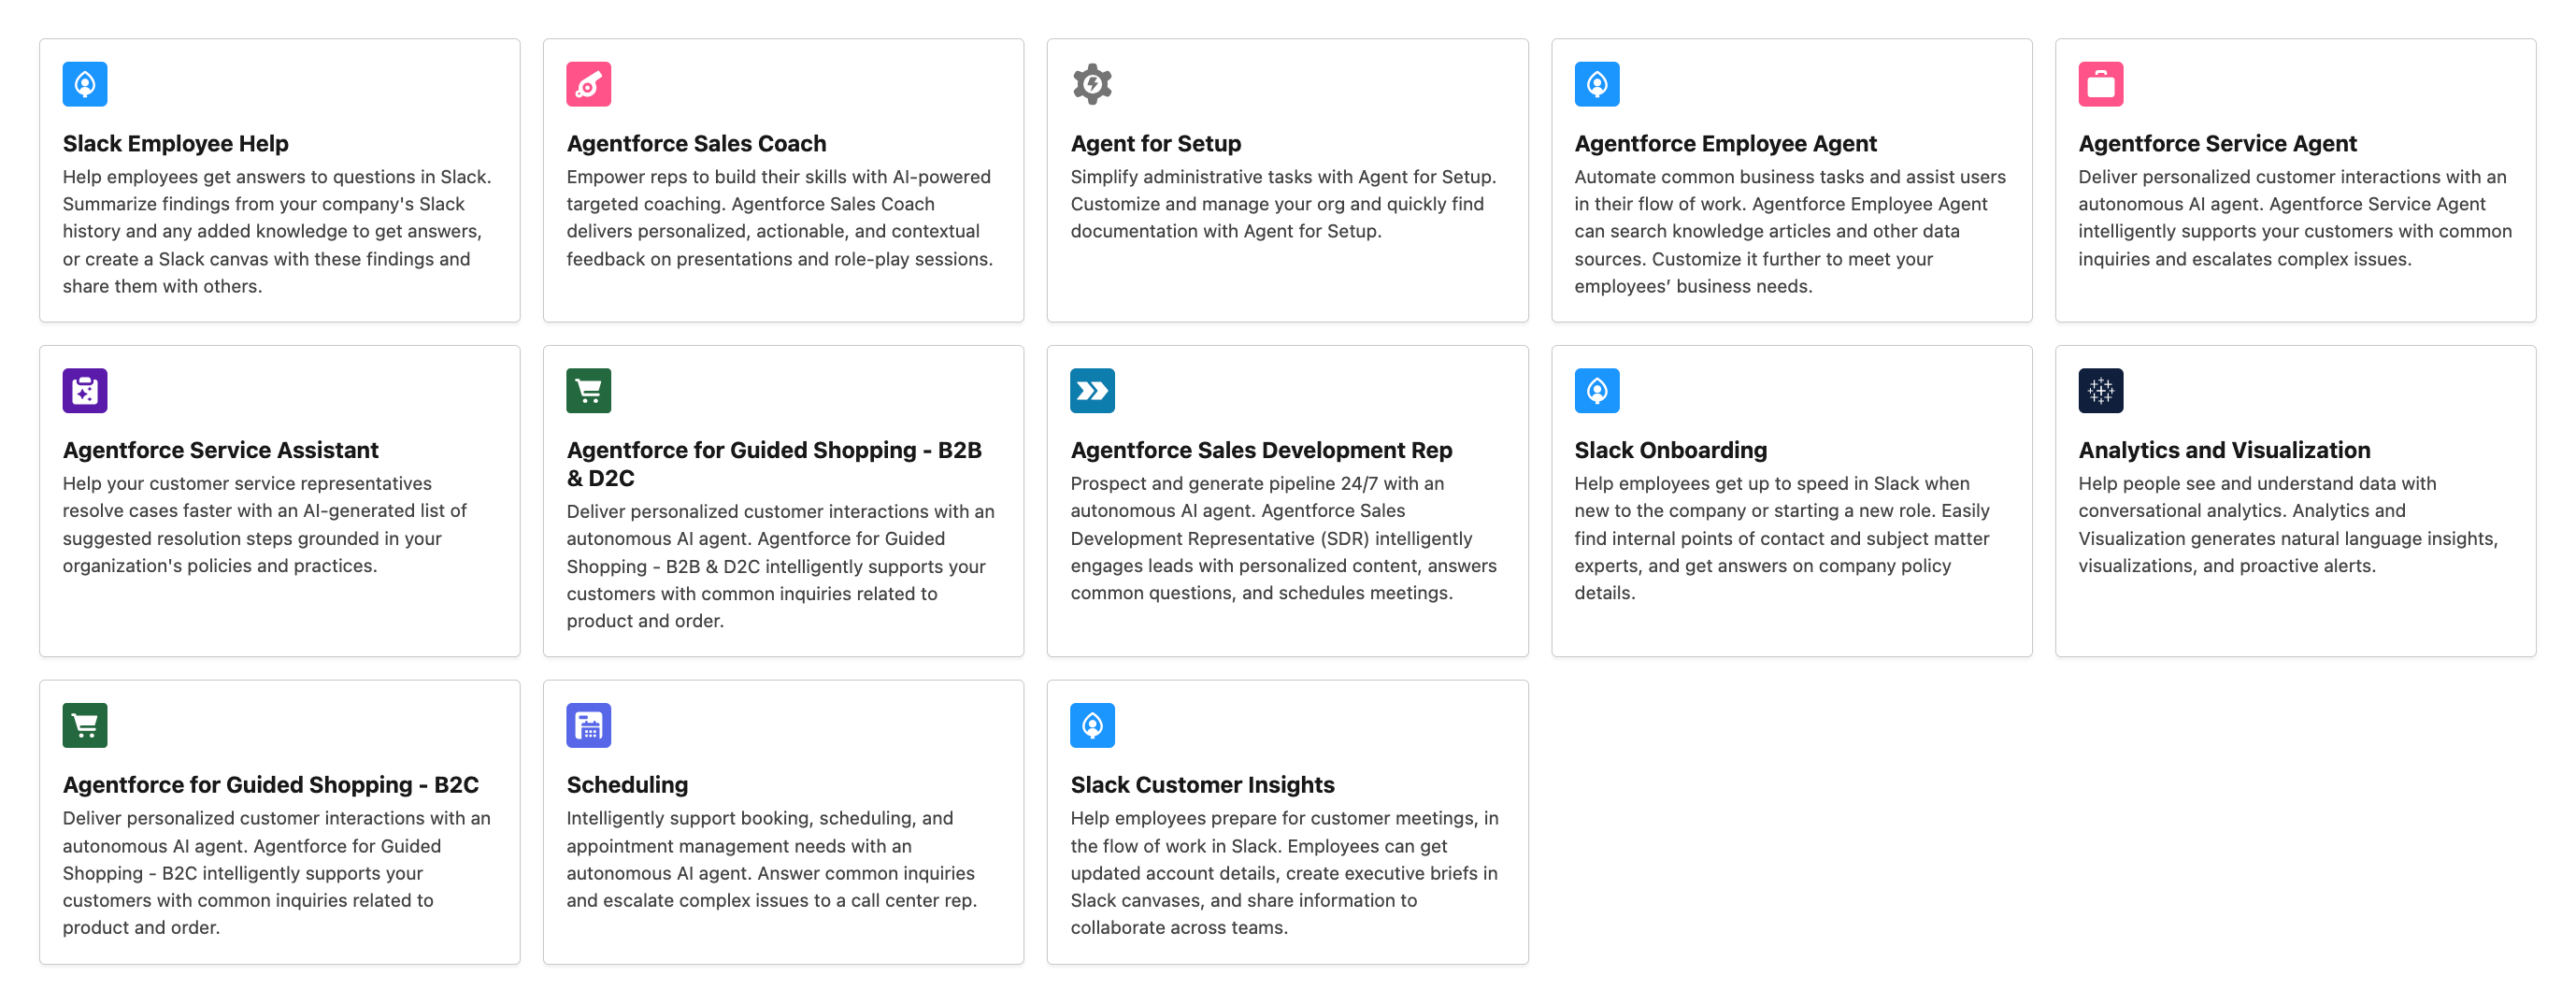 Slack Employee Help
Help employees get answers to questions in Slack.
Summarize findings from your company's Slack
history and any added knowledge to get answers,
or create a Slack canvas with these findings and
share them with others.
Agentforce Sales Coach
Empower reps to build their skills with AI-powered
targeted coaching. Agentforce Sales Coach
delivers personalized, actionable, and contextual
feedback on presentations and role-play sessions.
Agent for Setup
Simplify administrative tasks with Agent for Setup.
Customize and manage your org and quickly find
documentation with Agent for Setup.
Agentforce Employee Agent
Automate common business tasks and assist users
in their flow of work. Agentforce Employee Agent
can search knowledge articles and other data
sources. Customize it further to meet your
employees’ business needs.
Agentforce Service Agent
Deliver personalized customer interactions with an
autonomous AI agent. Agentforce Service Agent
intelligently supports your customers with common
inquiries and escalates complex issues.
Agentforce Service Assistant
Help your customer service representatives
resolve cases faster with an AI-generated list of
suggested resolution steps grounded in your
organization's policies and practices.
Agentforce for Guided Shopping - B2B
& D2C
Deliver personalized customer interactions with an
autonomous AI agent. Agentforce for Guided
Shopping - B2B & D2C intelligently supports your
customers with common inquiries related to
product and order.
Agentforce Sales Development Rep
Prospect and generate pipeline 24/7 with an
autonomous AI agent. Agentforce Sales
Development Representative (SDR) intelligently
engages leads with personalized content, answers
common questions, and schedules meetings.
Slack Onboarding
Help employees get up to speed in Slack when
new to the company or starting a new role. Easily
find internal points of contact and subject matter
experts, and get answers on company policy
details.
Analytics and Visualization
Help people see and understand data with
conversational analytics. Analytics and
Visualization generates natural language insights,
visualizations, and proactive alerts.
Agentforce for Guided Shopping - B2C
Deliver personalized customer interactions with an
autonomous AI agent. Agentforce for Guided
Shopping - B2C intelligently supports your
customers with common inquiries related to
product and order.
Scheduling
Intelligently support booking, scheduling, and
appointment management needs with an
autonomous AI agent. Answer common inquiries
and escalate complex issues to a call center rep.
Slack Customer Insights
Help employees prepare for customer meetings, in
the flow of work in Slack. Employees can get
updated account details, create executive briefs in
Slack canvases, and share information to
collaborate across teams.